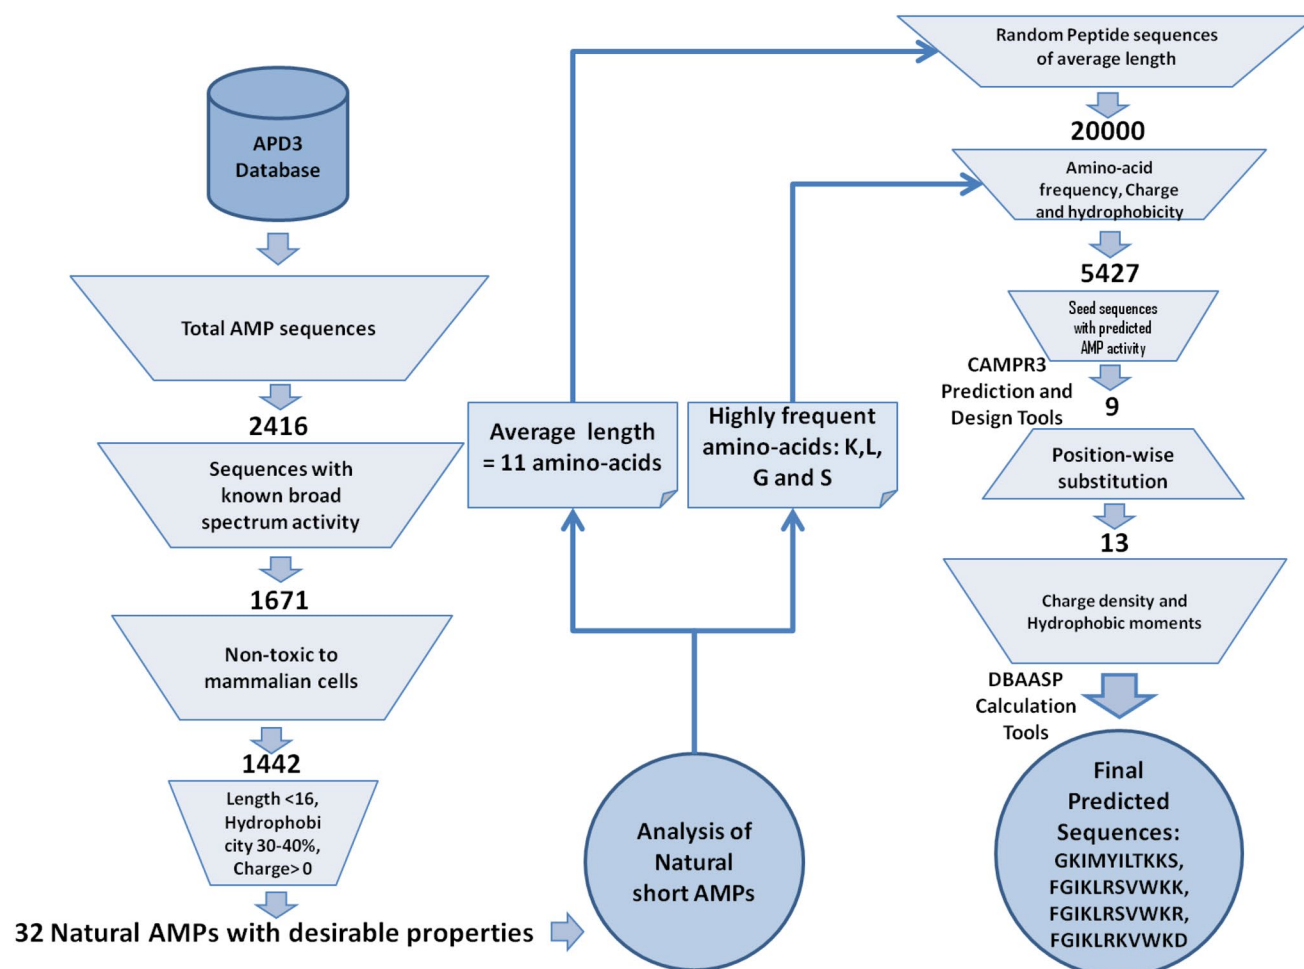 APD3
Database
Total AMP sequences
2416
Sequences with
known broad
spectrum activity
1671
Non-toxic to
mammalian cells
1442
Length <16,
Hydrophobi
city 30-40%,
Charge> 0
32 Natural AMPs with desirable properties
Analysis of
Natural
short AMPs
Average length
= 11 amino-acids
Highly frequent
amino-acids: K,L,
G and S
Random Peptide sequences
of average length
20000
Amino-acid
frequency, Charge
and hydrophobicity
5427
Seed sequences
with predicted
AMP activity
CAMPR3
Prediction and
Design Tools
9
Position-wise
substitution
13
Charge density and
Hydrophobic moments
DBAASP
Calculation
Tools
Final
Predicted
Sequences:
GKIMYILTKKS,
FGIKLRSVWKK,
FGIKLRSVWKR,
FGIKLRKVWKD